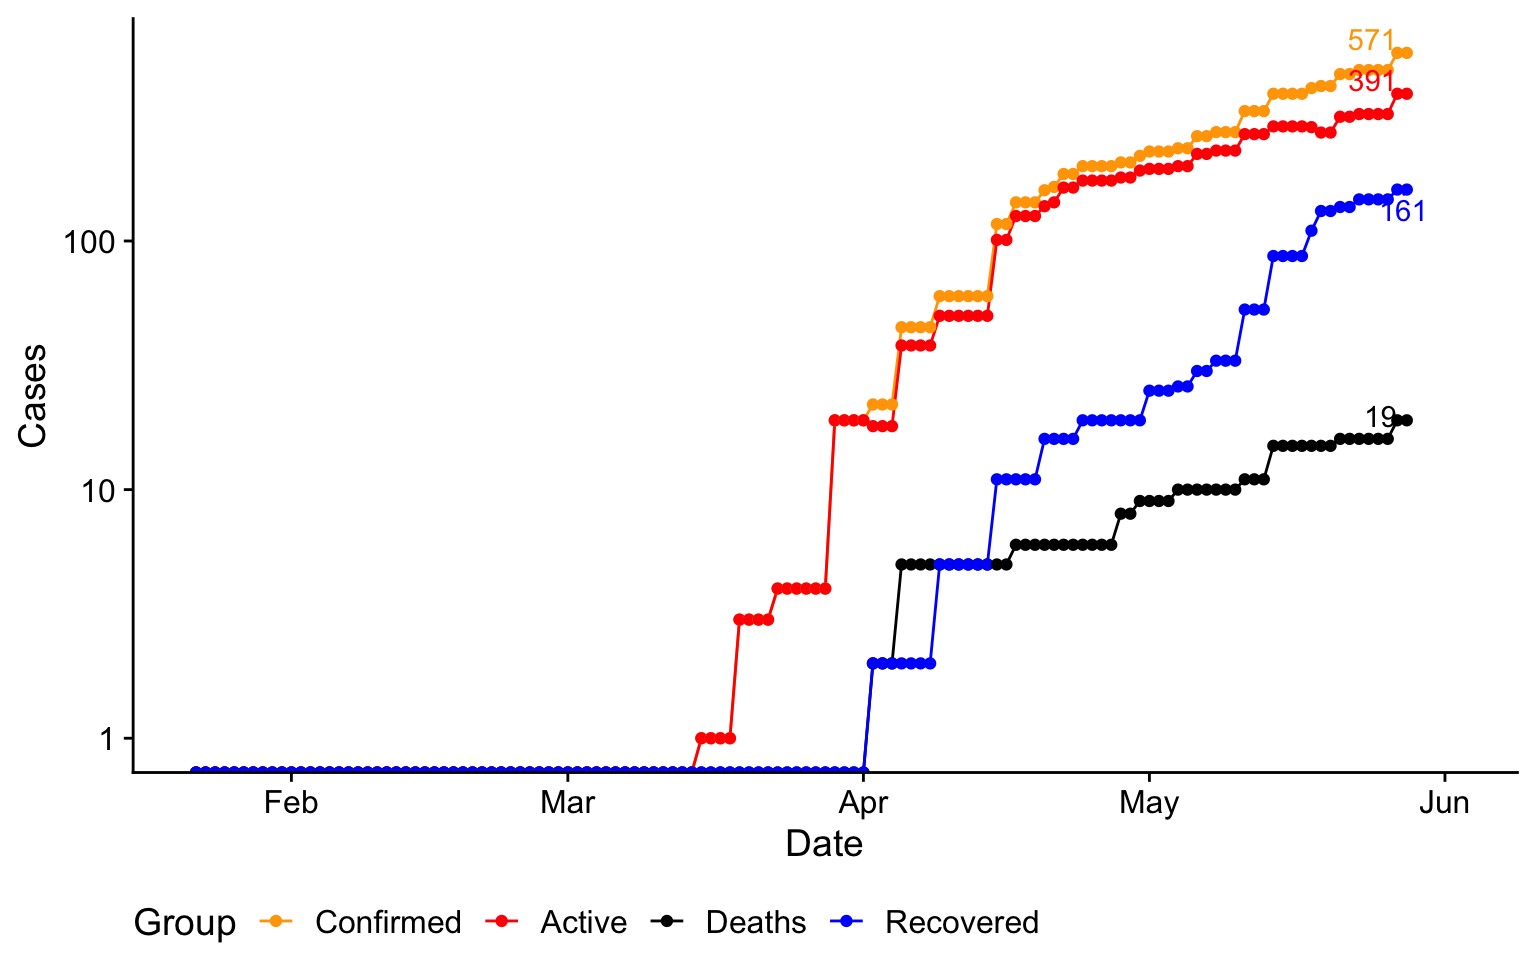 571
391
161
19
100
10
1
Cases
Feb Mar Apr May Jun
Date
Group Confirmed Active Deaths Recovered